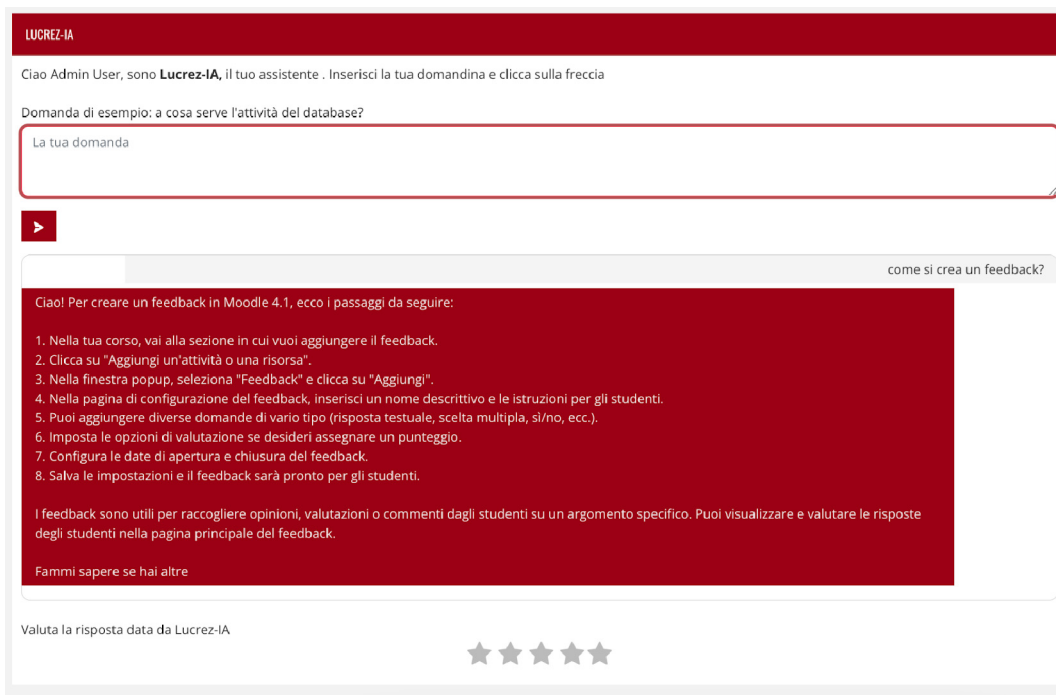 LUCREZ-IA
Ciao Admin User, sono Lucrez-IA, il tuo assistente . Inserisci la tua domandina e clicca sulla freccia
Domanda di esempio: a cosa serve l'attività del database?
La tua domanda
come si crea un feedback?
Ciao! Per creare un feedback in Moodle 4.1, ecco i passaggi da seguire:
1. Nella tua corso, vai alla sezione in cui vuoi aggiungere il feedback.
2. Clicca su "Aggiungi un'attività o una risorsa".
3. Nella finestra popup, seleziona "Feedback" e clicca su "Aggiungi".
4. Nella pagina di configurazione del feedback, inserisci un nome descrittivo e le istruzioni per gli studenti.
5. Puoi aggiungere diverse domande di vario tipo (risposta testuale, scelta multipla, sì/no, ecc.).
6. Imposta le opzioni di valutazione se desideri assegnare un punteggio.
7. Configura le date di apertura e chiusura del feedback.
8. Salva le impostazioni e il feedback sarà pronto per gli studenti.
I feedback sono utili per raccogliere opinioni, valutazioni o commenti dagli studenti su un argomento specifico. Puoi visualizzare e valutare le risposte
degli studenti nella pagina principale del feedback.
Fammi sapere se hai altre
Valuta la risposta data da Lucrez-IA